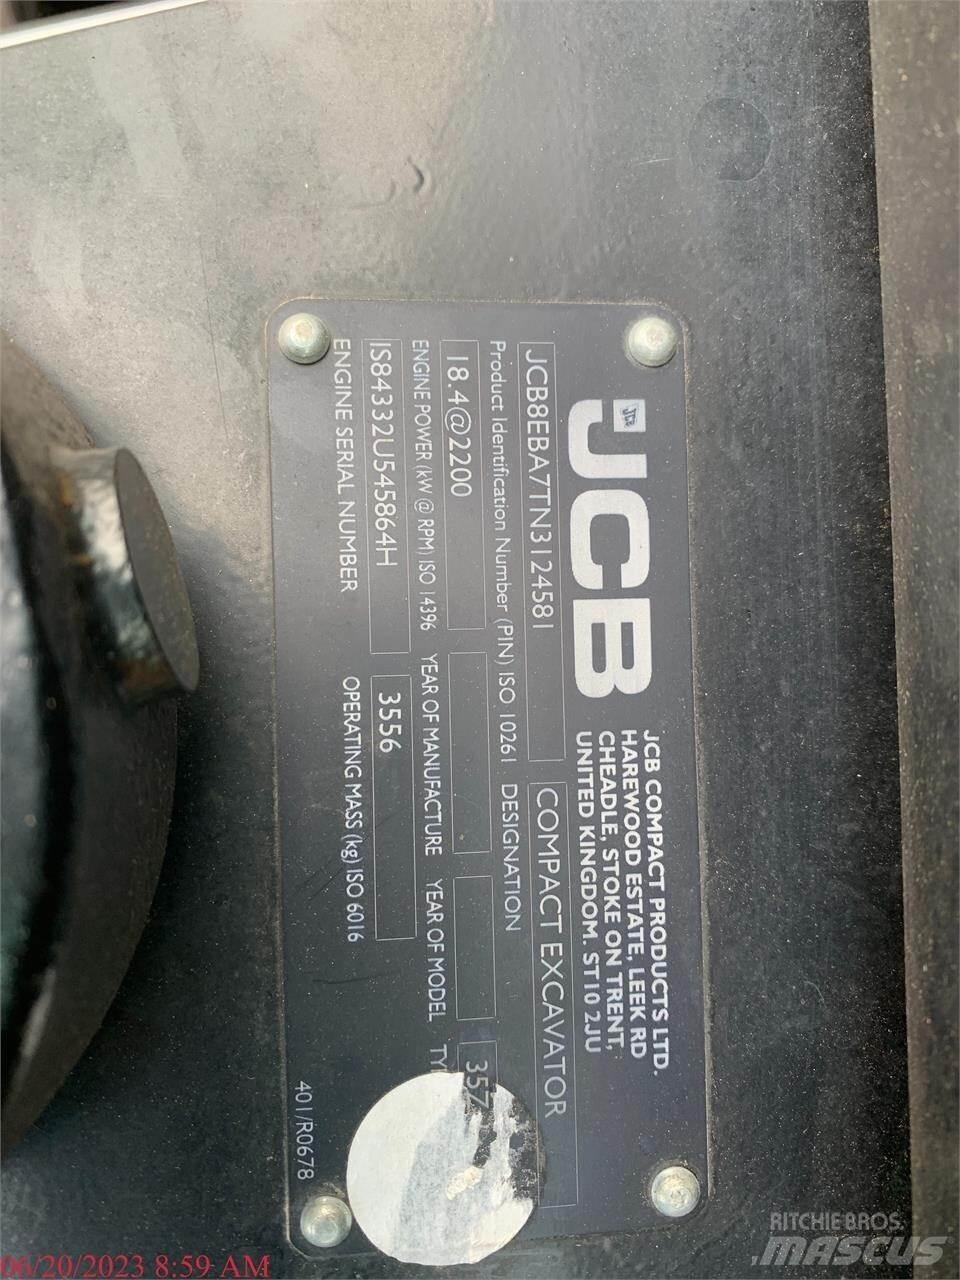 JCB
JCB
JCB COMPACT PRODUCTS LTD.
HAREWOOD ESTATE, LEEK RD
CHEADLE, STOKE ON TRENT,
UNITED KINGDOM. ST10 2JU
JCB8EBA7TN3124581
COMPACT EXCAVATOR
Product Identification Number (PIN) ISO 10261
DESIGNATION
18.4@2200
357
ENGINE POWER (kW @ RPM) ISO 14396
YEAR OF MANUFACTURE
YEAR OF MODEL
IS84332U545864H
3556
ENGINE SERIAL NUMBER
OPERATING MASS (kg) ISO 6016
401/R0678
RITCHIE BROS.
MASCUS
06/20/2023 8:59 AM